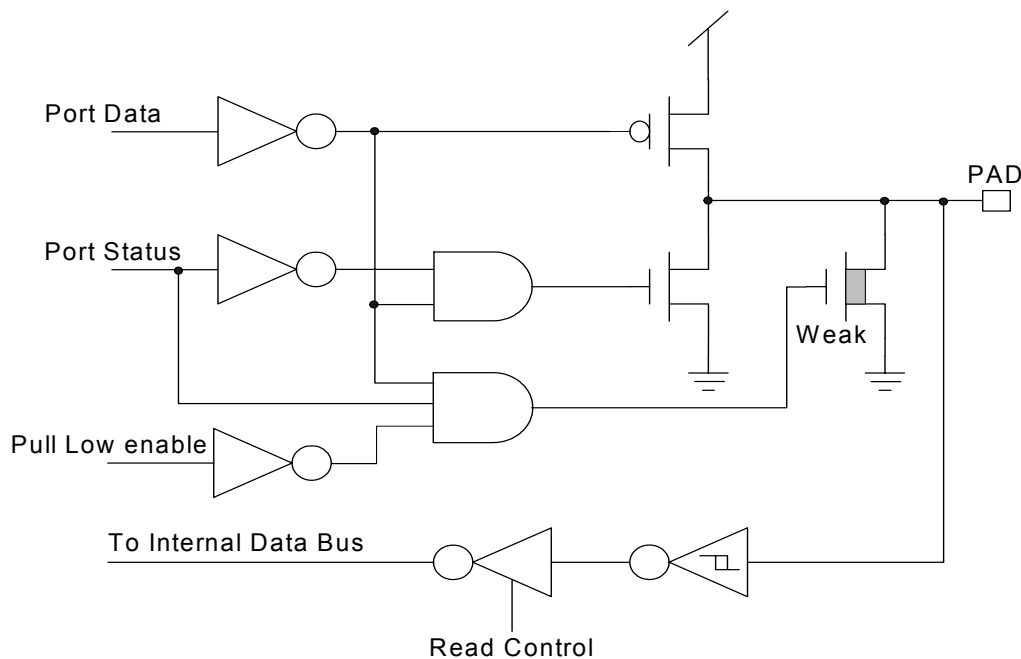 Port Data
PAD
Port Status
Weak
Pull Low enable
To Internal Data Bus
Read Control